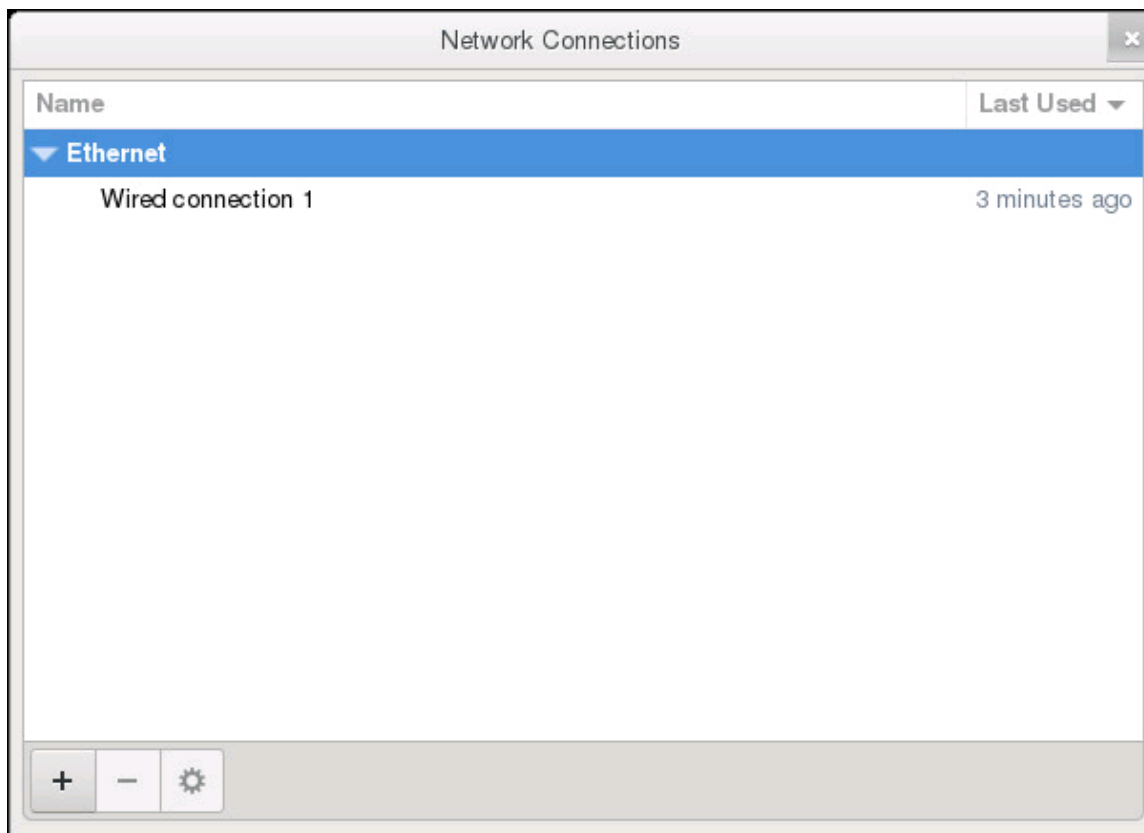 Network Connections
Name Last Used
Ethernet
Wired connection 1 3 minutes ago